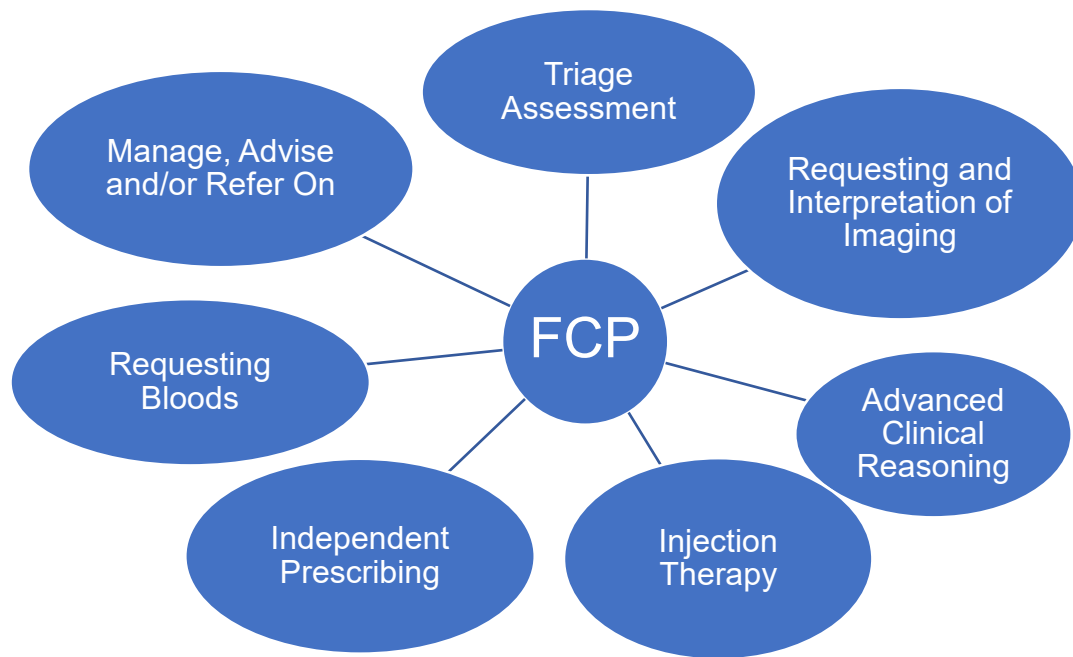 Triage
Assessment
Requesting and
Interpretation of
Imaging
Advanced
Clinical
Reasoning
Injection
Therapy
Independent
Prescribing
Requesting
Bloods
Manage, Advise
and/or Refer On
FCP